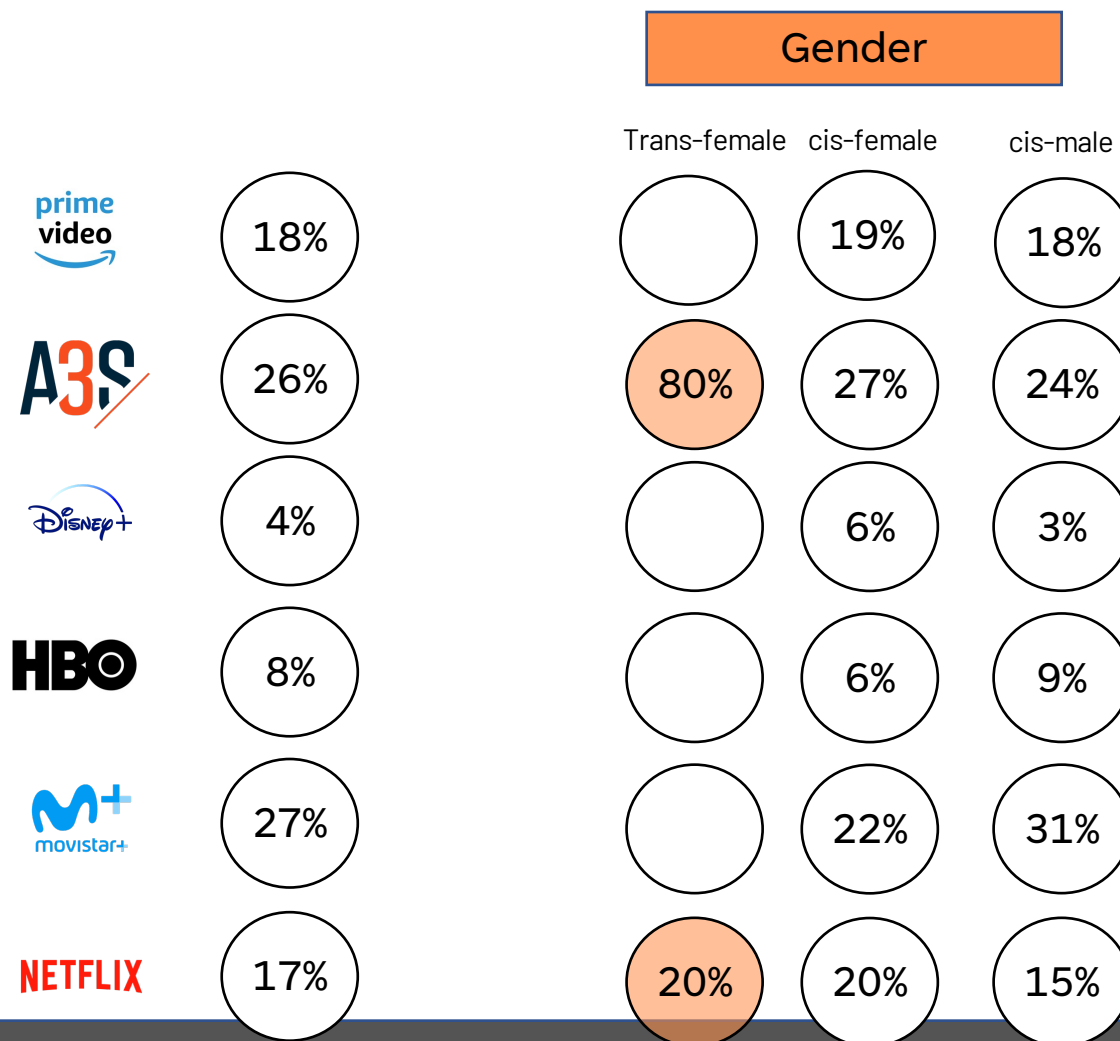 Gender
Trans-female cis-female cis-male
prime
video
18% 19% 18%
A3S
26% 80% 27% 24%
Disney+
4% 6% 3%
HBO
8% 6% 9%
M+
movistar+
27% 22% 31%
NETFLIX
17% 20% 20% 15%